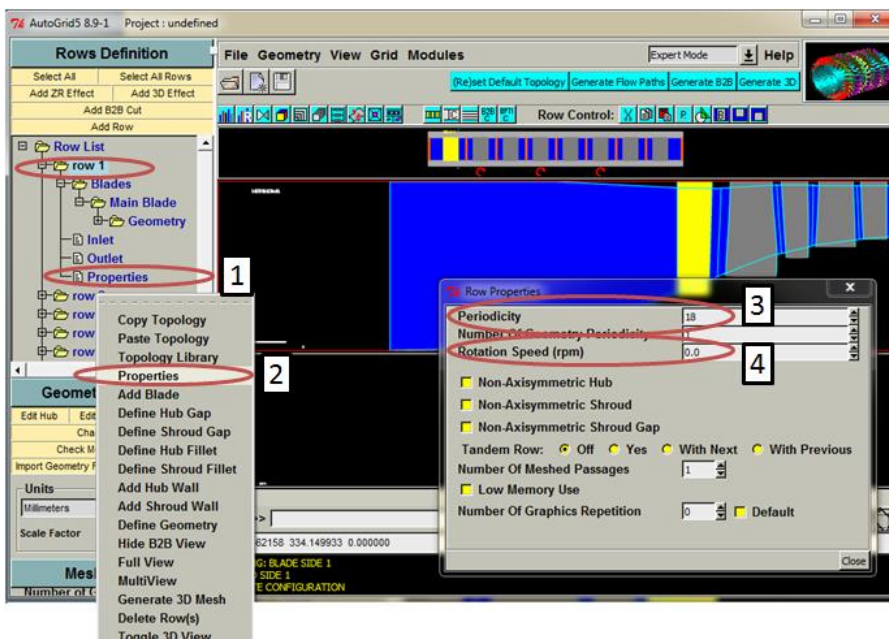 AutoGrid5 8.9-1 Project : undefined
Rows Definition
Select All Select All Rows
Add ZR Effect Add 3D Effect
Add B2B Cut
Add Row
Row List
row 1
Blades
Main Blade
Geometry
Inlet
Outlet
Properties
row
row
row
row
File Geometry View Grid Modules
Expert Mode
Help
(Re)set Default Topology Generate Flow Paths Generate B2B Generate 3D
Row Control:
1
Copy Topology
Paste Topology
Topology Library
Properties
Add Blade
Define Hub Gap
Define Shroud Gap
Define Hub Fillet
Define Shroud Fillet
Add Hub Wall
Add Shroud Wall
Define Geometry
Hide B2B View
Full View
MultiView
Generate 3D Mesh
Delete Row(s)
Toggle 3D View
2
Geomet
Edit Hub Edit
Cha
Check M
Import Geometry F
Units
Millimeters
Scale Factor
Mes
Number of G
Row Properties
Periodicity 18
3
Number Of Geometry Periodicity 1
Rotation Speed (rpm) 0.0
4
Non-Axisymmetric Hub
Non-Axisymmetric Shroud
Non-Axisymmetric Shroud Gap
Tandem Row: Off Yes With Next With Previous
Number Of Meshed Passages 1
Low Memory Use
Number Of Graphics Repetition 0 Default
Close
>>
62158 334.149933 0.000000
G: BLADE SIDE 1
SIDE 1
E CONFIGURATION